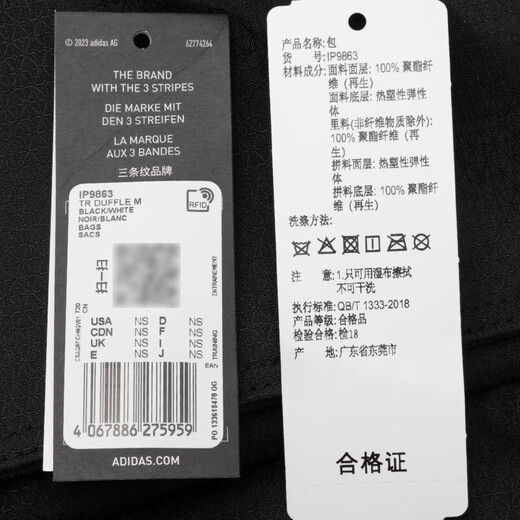 © 2023 adidas AG 62774264
THE BRAND
WITH THE 3 STRIPES
DIE MARKE MIT
DEN 3 STREIFEN
LA MARQUE
AUX 3 BANDES
三条纹品牌
IP9863
TR DUFFLE M
BLACK/WHITE
NOIR/BLANC
BAGS
SACS
RFID
扫一扫
ENTRAINEMENT
TRAINING
EAN
USA NS D NS
CDN NS F NS
UK NS I NS
E NS J NS
4 067886 275959
PO 133618470 OG
ADIDAS.COM
产品名称: 包
货 号: IP9863
材料成分: 面料面层: 100% 聚酯纤
维 (再生)
面料底层: 热塑性弹性
体
里料(非纤维物质除外):
100% 聚酯纤维 (再
生)
拼料面层: 热塑性弹性
体
拼料底层: 100% 聚酯纤
维 (再生)
洗涤方法:
注 意: 1.只可用湿布擦拭
不可干洗
执行标准: QB/T 1333-2018
产品等级: 合格品
检验合格: 检18
产 地: 广东省东莞市
合格证